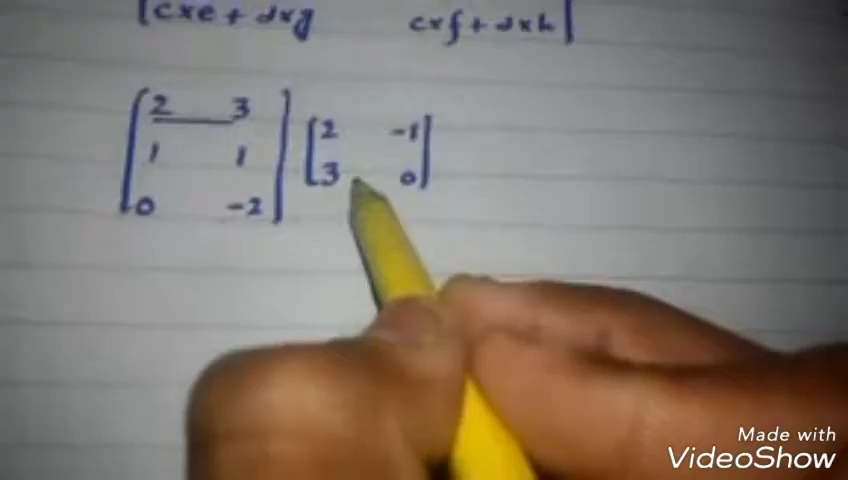 [cxe + dxg cxf + dxh]
[2 3] [2 -1]
[1 1] [3 0]
[0 -2]
Made with
VideoShow